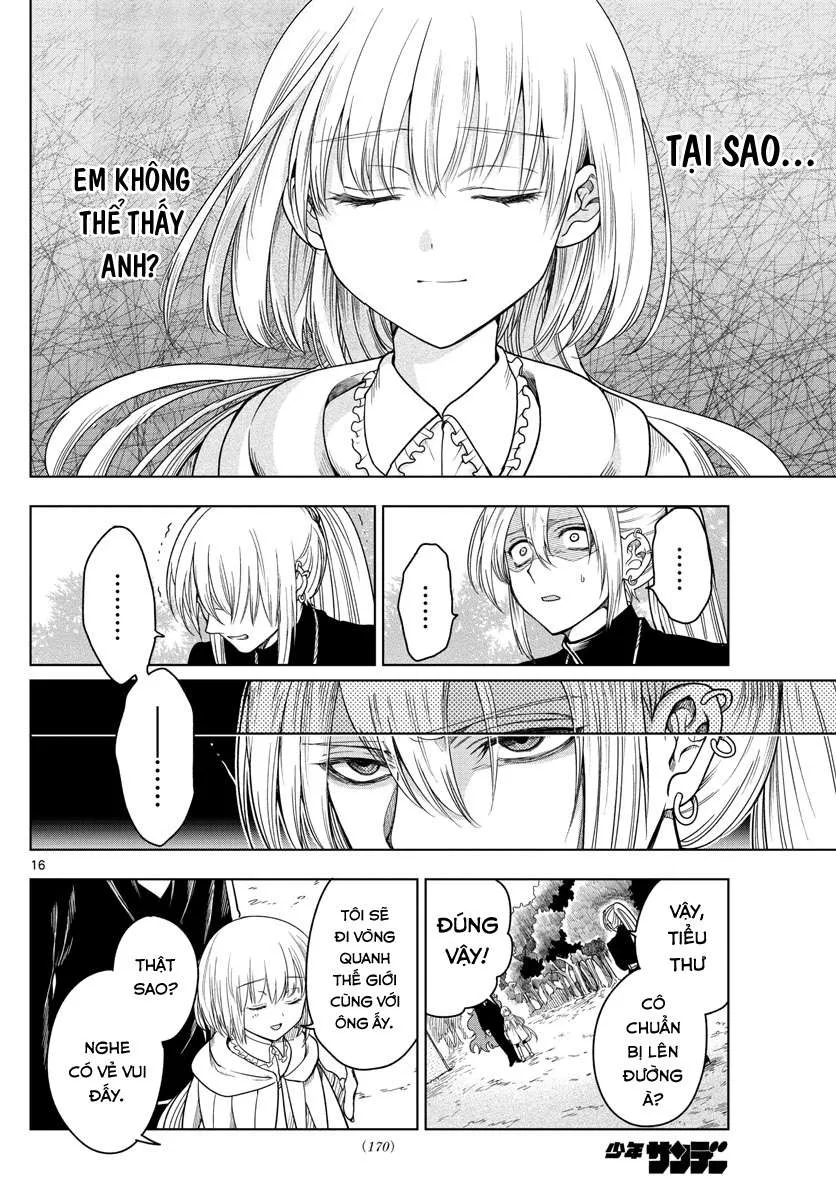 TẠI SAO...
EM KHÔNG
THỂ THẤY
ANH?
......
......
......
16
VẬY,
TIỂU
THƯ
CÔ
CHUẨN
BỊ LÊN
ĐƯỜNG
À?
ĐÚNG
VẬY!
TÔI SẼ
ĐI VÒNG
QUANH
THẾ GIỚI
CÙNG VỚI
ÔNG ẤY.
THẬT
SAO?
NGHE
CÓ VẺ VUI
ĐẤY.
(170)
少年サンデー